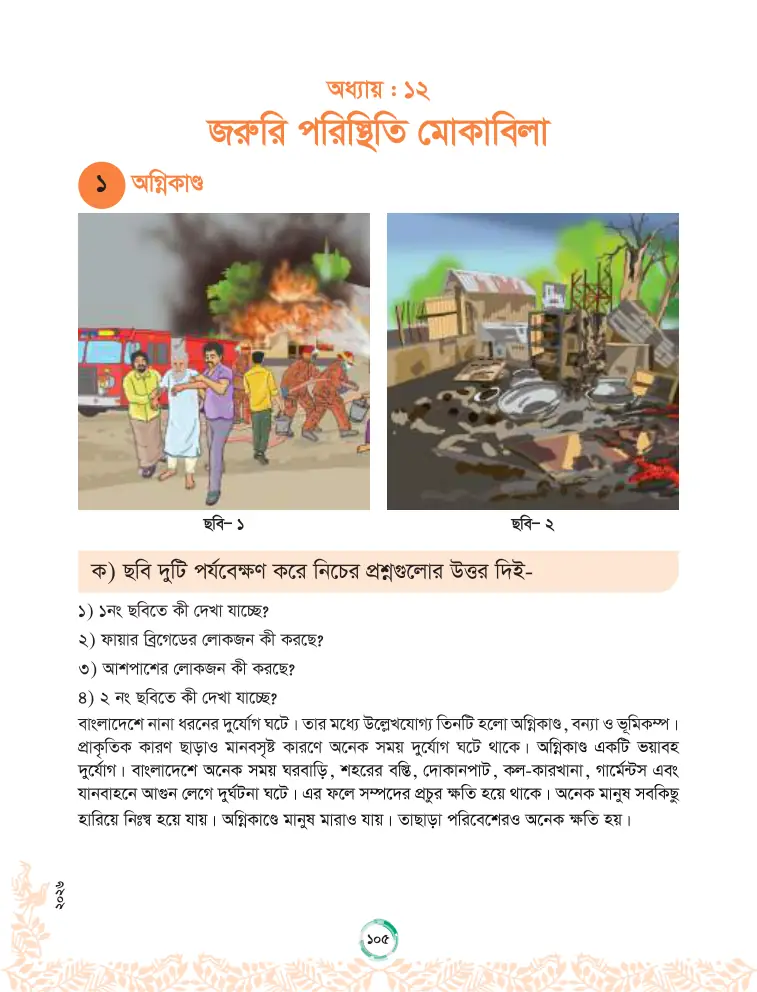 অধ্যায় : ১২
জরুরি পরিস্থিতি মোকাবিলা
১ অগ্নিকাণ্ড
ছবি– ১
ছবি– ২
ক) ছবি দুটি পর্যবেক্ষণ করে নিচের প্রশ্নগুলোর উত্তর দিই-
১) ১নং ছবিতে কী দেখা যাচ্ছে?
২) ফায়ার ব্রিগেডের লোকজন কী করছে?
৩) আশপাশের লোকজন কী করছে?
৪) ২ নং ছবিতে কী দেখা যাচ্ছে?
বাংলাদেশে নানা ধরনের দুর্যোগ ঘটে। তার মধ্যে উল্লেখযোগ্য তিনটি হলো অগ্নিকাণ্ড, বন্যা ও ভূমিকম্প।
প্রাকৃতিক কারণ ছাড়াও মানবসৃষ্ট কারণে অনেক সময় দুর্যোগ ঘটে থাকে। অগ্নিকাণ্ড একটি ভয়াবহ
দুর্যোগ। বাংলাদেশে অনেক সময় ঘরবাড়ি, শহরের বস্তি, দোকানপাট, কল-কারখানা, গার্মেন্টস এবং
যানবাহনে আগুন লেগে দুর্ঘটনা ঘটে। এর ফলে সম্পদের প্রচুর ক্ষতি হয়ে থাকে। অনেক মানুষ সবকিছু
হারিয়ে নিঃস্ব হয়ে যায়। অগ্নিকাণ্ডে মানুষ মারাও যায়। তাছাড়া পরিবেশেরও অনেক ক্ষতি হয়।
২০২৬
১০৫